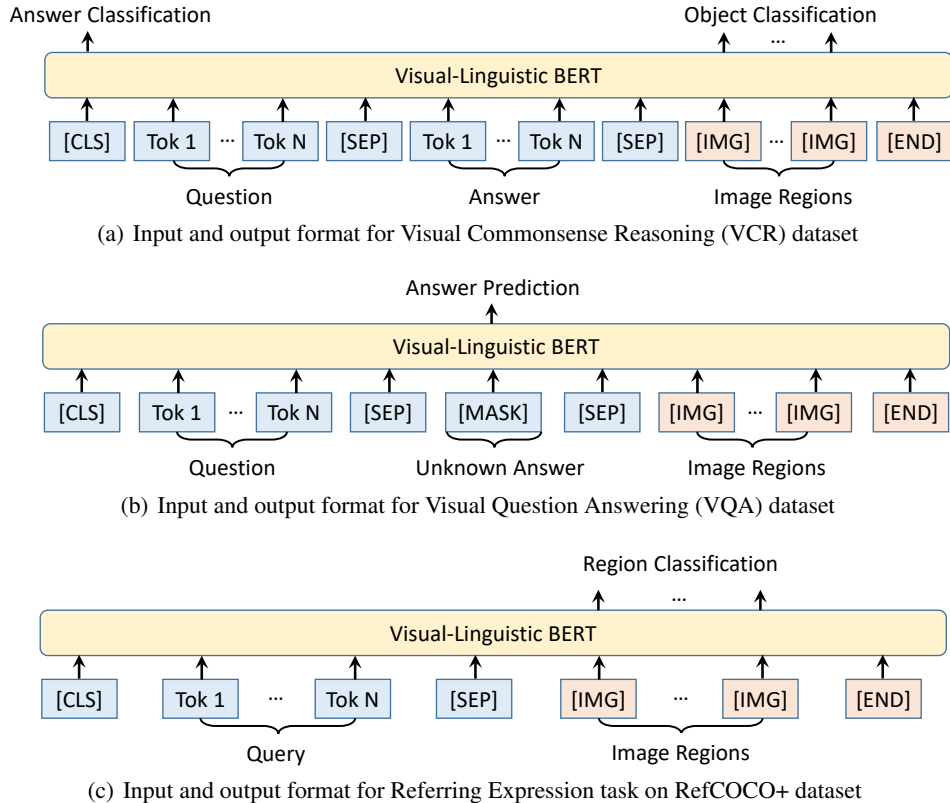 Answer Classification Object Classification
...
Visual-Linguistic BERT
[CLS] Tok 1 ... Tok N [SEP] Tok 1 ... Tok N [SEP] [IMG] ... [IMG] [END]
Question Answer Image Regions
(a) Input and output format for Visual Commonsense Reasoning (VCR) dataset
Answer Prediction
Visual-Linguistic BERT
[CLS] Tok 1 ... Tok N [SEP] [MASK] [SEP] [IMG] ... [IMG] [END]
Question Unknown Answer Image Regions
(b) Input and output format for Visual Question Answering (VQA) dataset
Region Classification
...
Visual-Linguistic BERT
[CLS] Tok 1 ... Tok N [SEP] [IMG] ... [IMG] [END]
Query Image Regions
(c) Input and output format for Referring Expression task on RefCOCO+ dataset